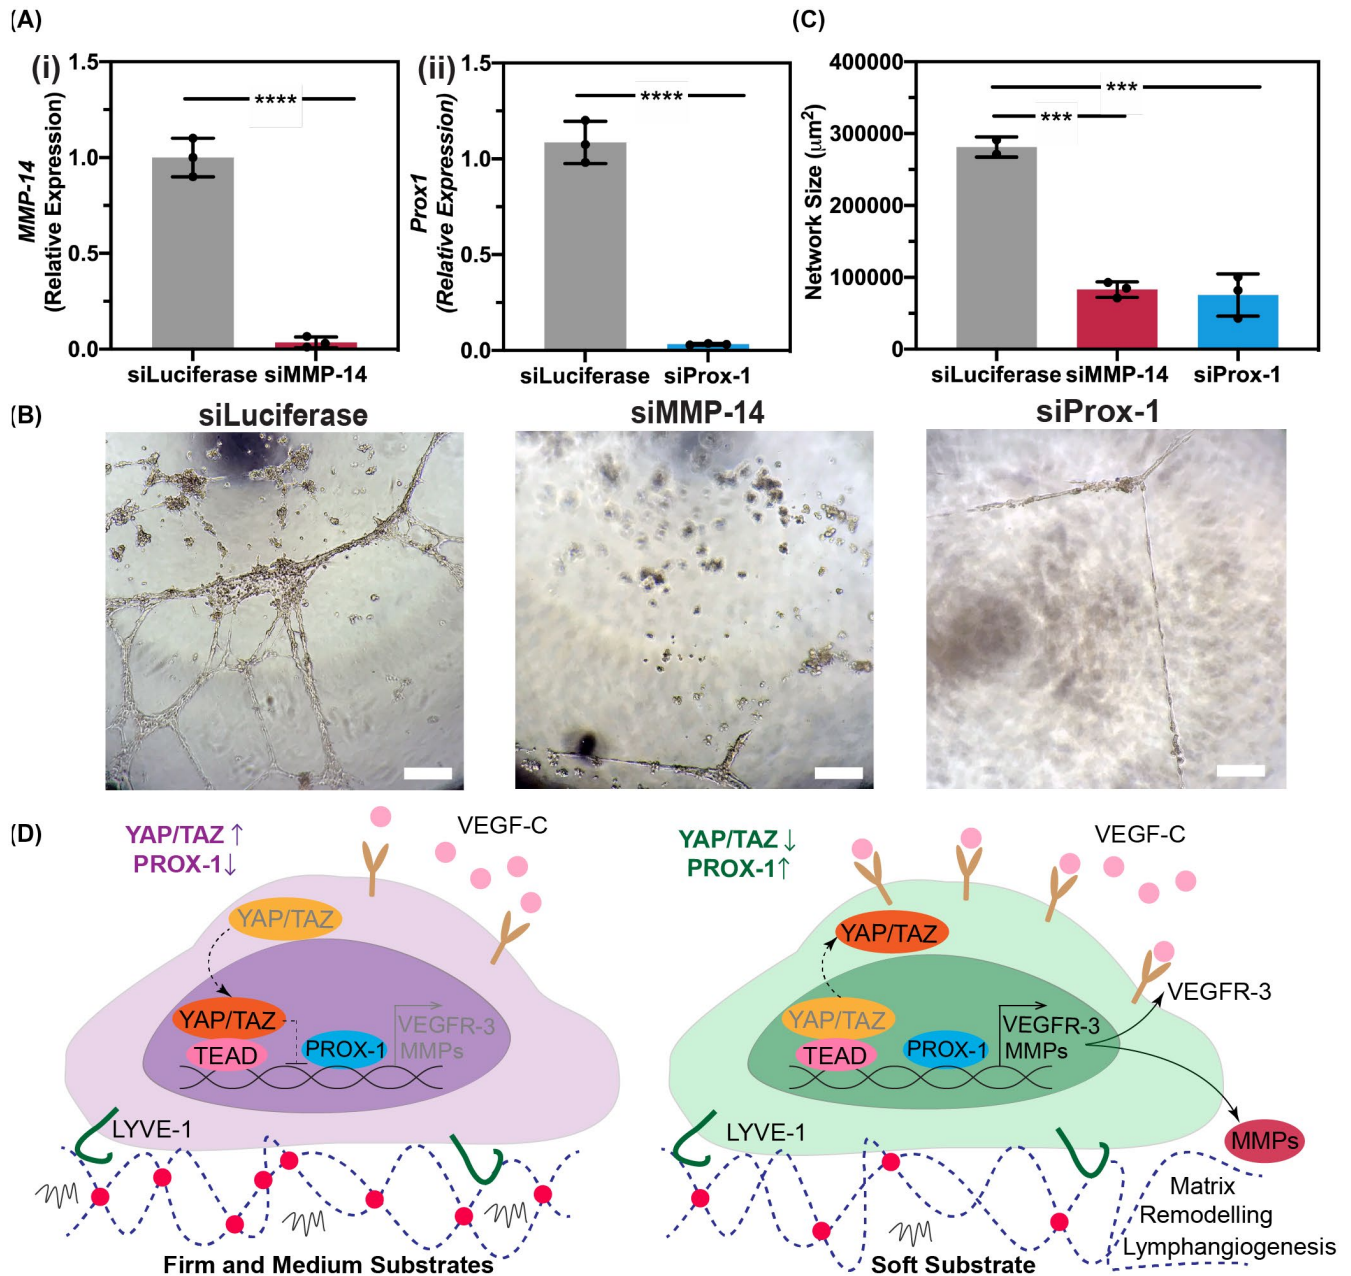 (A)
(i)
MMP-14
(Relative Expression)
1.5
1.0
0.5
0.0
****
siLuciferase siMMP-14
(ii)
Prox1
(Relative Expression)
1.5
1.0
0.5
0.0
****
siLuciferase siProx-1
(C)
Network Size (μm2)
400000
300000
200000
100000
0
***
***
siLuciferase siMMP-14 siProx-1
(B)
siLuciferase
siMMP-14
siProx-1
(D)
YAP/TAZ ↑
PROX-1↓
VEGF-C
YAP/TAZ
YAP/TAZ
TEAD
PROX-1
VEGFR-3
MMPs
LYVE-1
Firm and Medium Substrates
YAP/TAZ ↓
PROX-1↑
VEGF-C
YAP/TAZ
VEGFR-3
YAP/TAZ
TEAD
PROX-1
VEGFR-3
MMPs
LYVE-1
MMPs
Matrix
Remodelling
Lymphangiogenesis
Soft Substrate